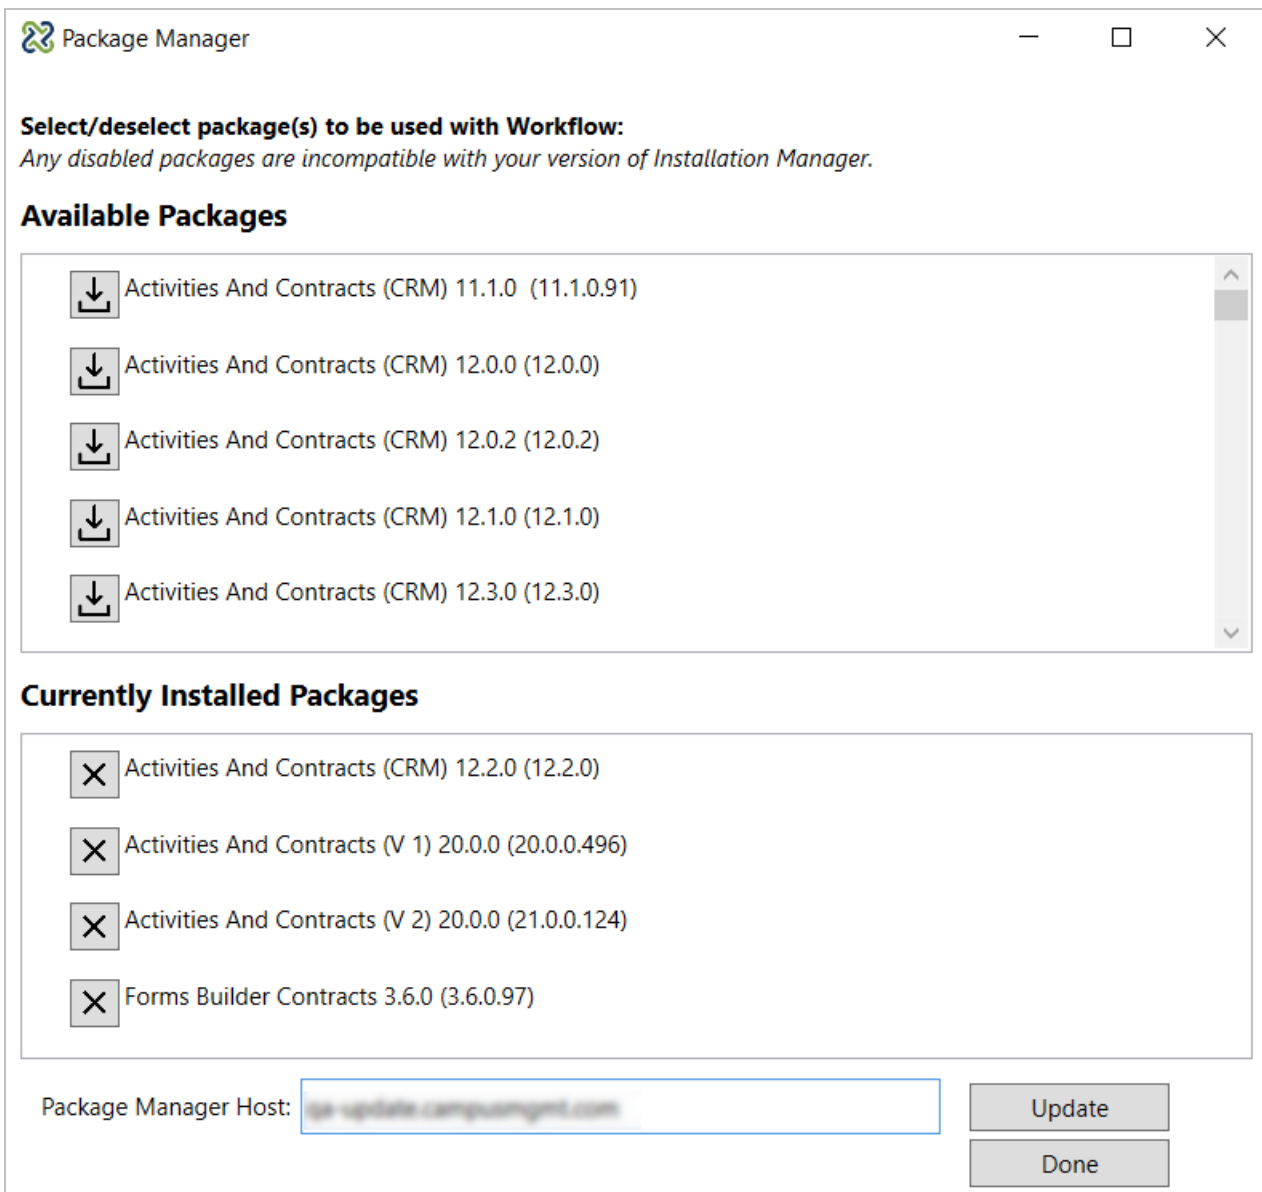 Package Manager
Select/deselect package(s) to be used with Workflow:
Any disabled packages are incompatible with your version of Installation Manager.
Available Packages
Activities And Contracts (CRM) 11.1.0  (11.1.0.91)
Activities And Contracts (CRM) 12.0.0 (12.0.0)
Activities And Contracts (CRM) 12.0.2 (12.0.2)
Activities And Contracts (CRM) 12.1.0 (12.1.0)
Activities And Contracts (CRM) 12.3.0 (12.3.0)
Currently Installed Packages
Activities And Contracts (CRM) 12.2.0 (12.2.0)
Activities And Contracts (V 1) 20.0.0 (20.0.0.496)
Activities And Contracts (V 2) 20.0.0 (21.0.0.124)
Forms Builder Contracts 3.6.0 (3.6.0.97)
Package Manager Host:
Update
Done